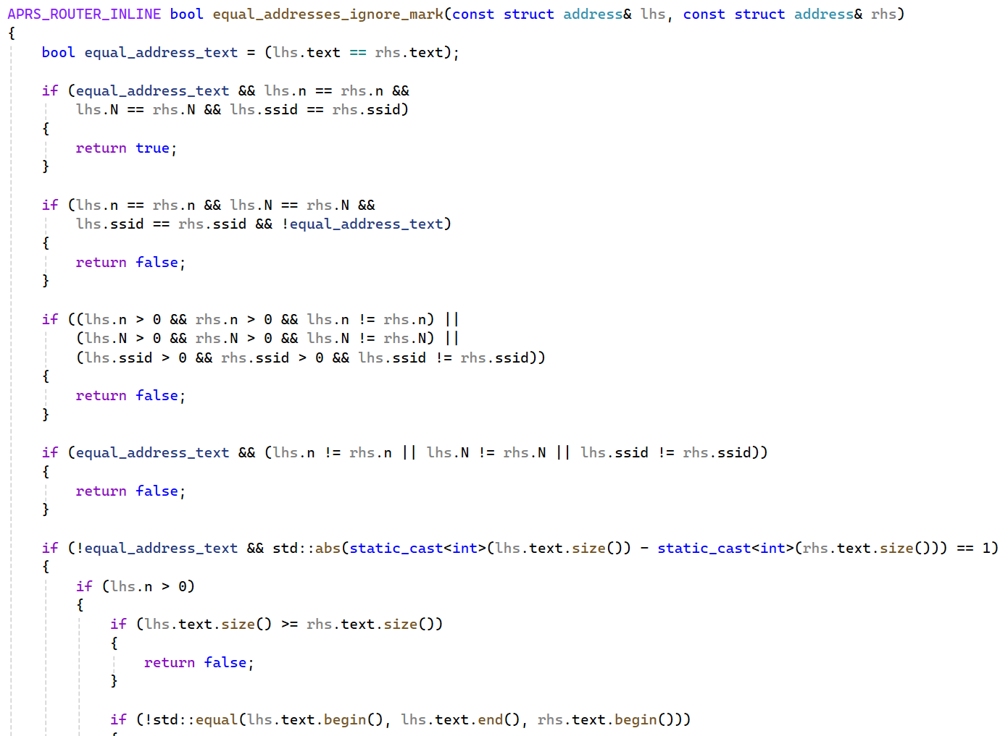 APRS_ROUTER_INLINE bool equal_addresses_ignore_mark(const struct address& lhs, const struct address& rhs)
{
    bool equal_address_text = (lhs.text == rhs.text);

    if (equal_address_text && lhs.n == rhs.n &&
        lhs.N == rhs.N && lhs.ssid == rhs.ssid)
    {
        return true;
    }

    if (lhs.n == rhs.n && lhs.N == rhs.N &&
        lhs.ssid == rhs.ssid && !equal_address_text)
    {
        return false;
    }

    if ((lhs.n > 0 && rhs.n > 0 && lhs.n != rhs.n) ||
        (lhs.N > 0 && rhs.N > 0 && lhs.N != rhs.N) ||
        (lhs.ssid > 0 && rhs.ssid > 0 && lhs.ssid != rhs.ssid))
    {
        return false;
    }

    if (equal_address_text && (lhs.n != rhs.n || lhs.N != rhs.N || lhs.ssid != rhs.ssid))
    {
        return false;
    }

    if (!equal_address_text && std::abs(static_cast<int>(lhs.text.size()) - static_cast<int>(rhs.text.size())) == 1)
    {
        if (lhs.n > 0)
        {
            if (lhs.text.size() >= rhs.text.size())
            {
                return false;
            }

            if (!std::equal(lhs.text.begin(), lhs.text.end(), rhs.text.begin()))
            {